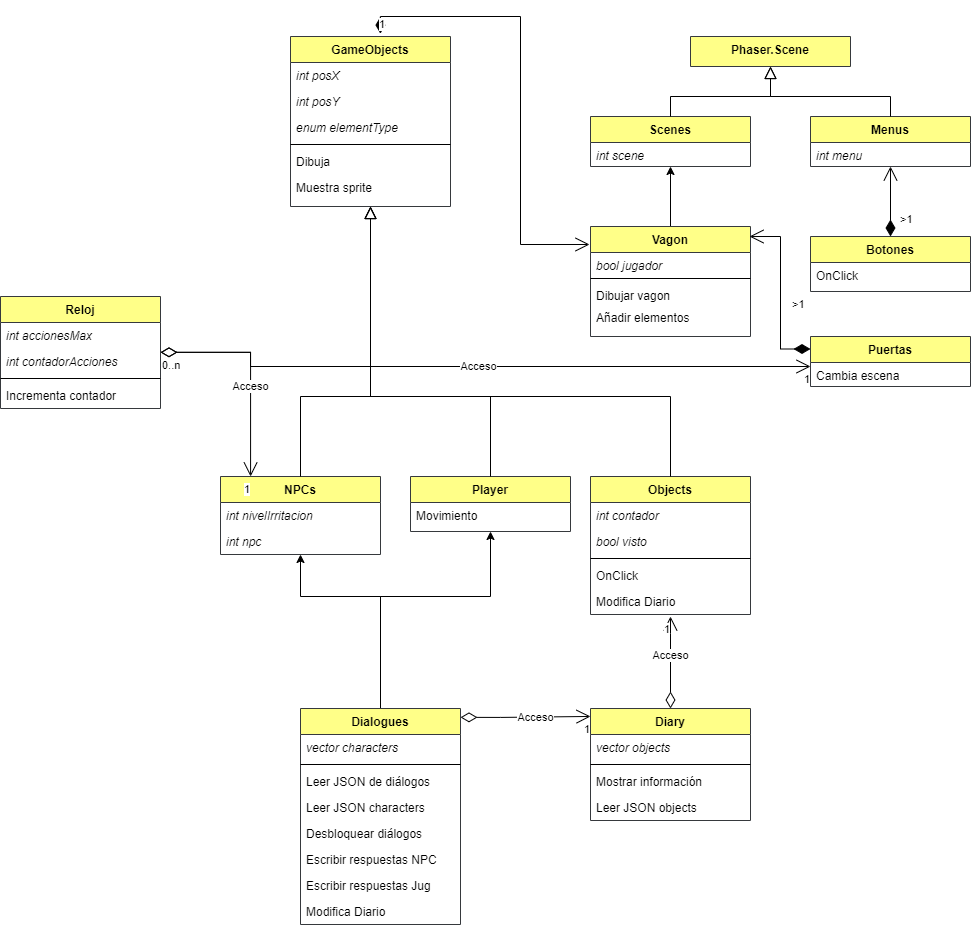 1
GameObjects
int posX
int posY
enum elementType
Dibuja
Muestra sprite
Phaser.Scene
Scenes
int scene
Menus
int menu
>1
Botones
OnClick
Vagon
bool jugador
Dibujar vagon
Añadir elementos
>1
Puertas
Cambia escena
1
Reloj
int accionesMax
int contadorAcciones
Incrementa contador
0..n
Acceso
Acceso
1
NPCs
int nivelIrritacion
int npc
Player
Movimiento
Objects
int contador
bool visto
OnClick
Modifica Diario
1
Acceso
Dialogues
vector characters
Leer JSON de diálogos
Leer JSON characters
Desbloquear diálogos
Escribir respuestas NPC
Escribir respuestas Jug
Modifica Diario
Acceso
1
Diary
vector objects
Mostrar información
Leer JSON objects